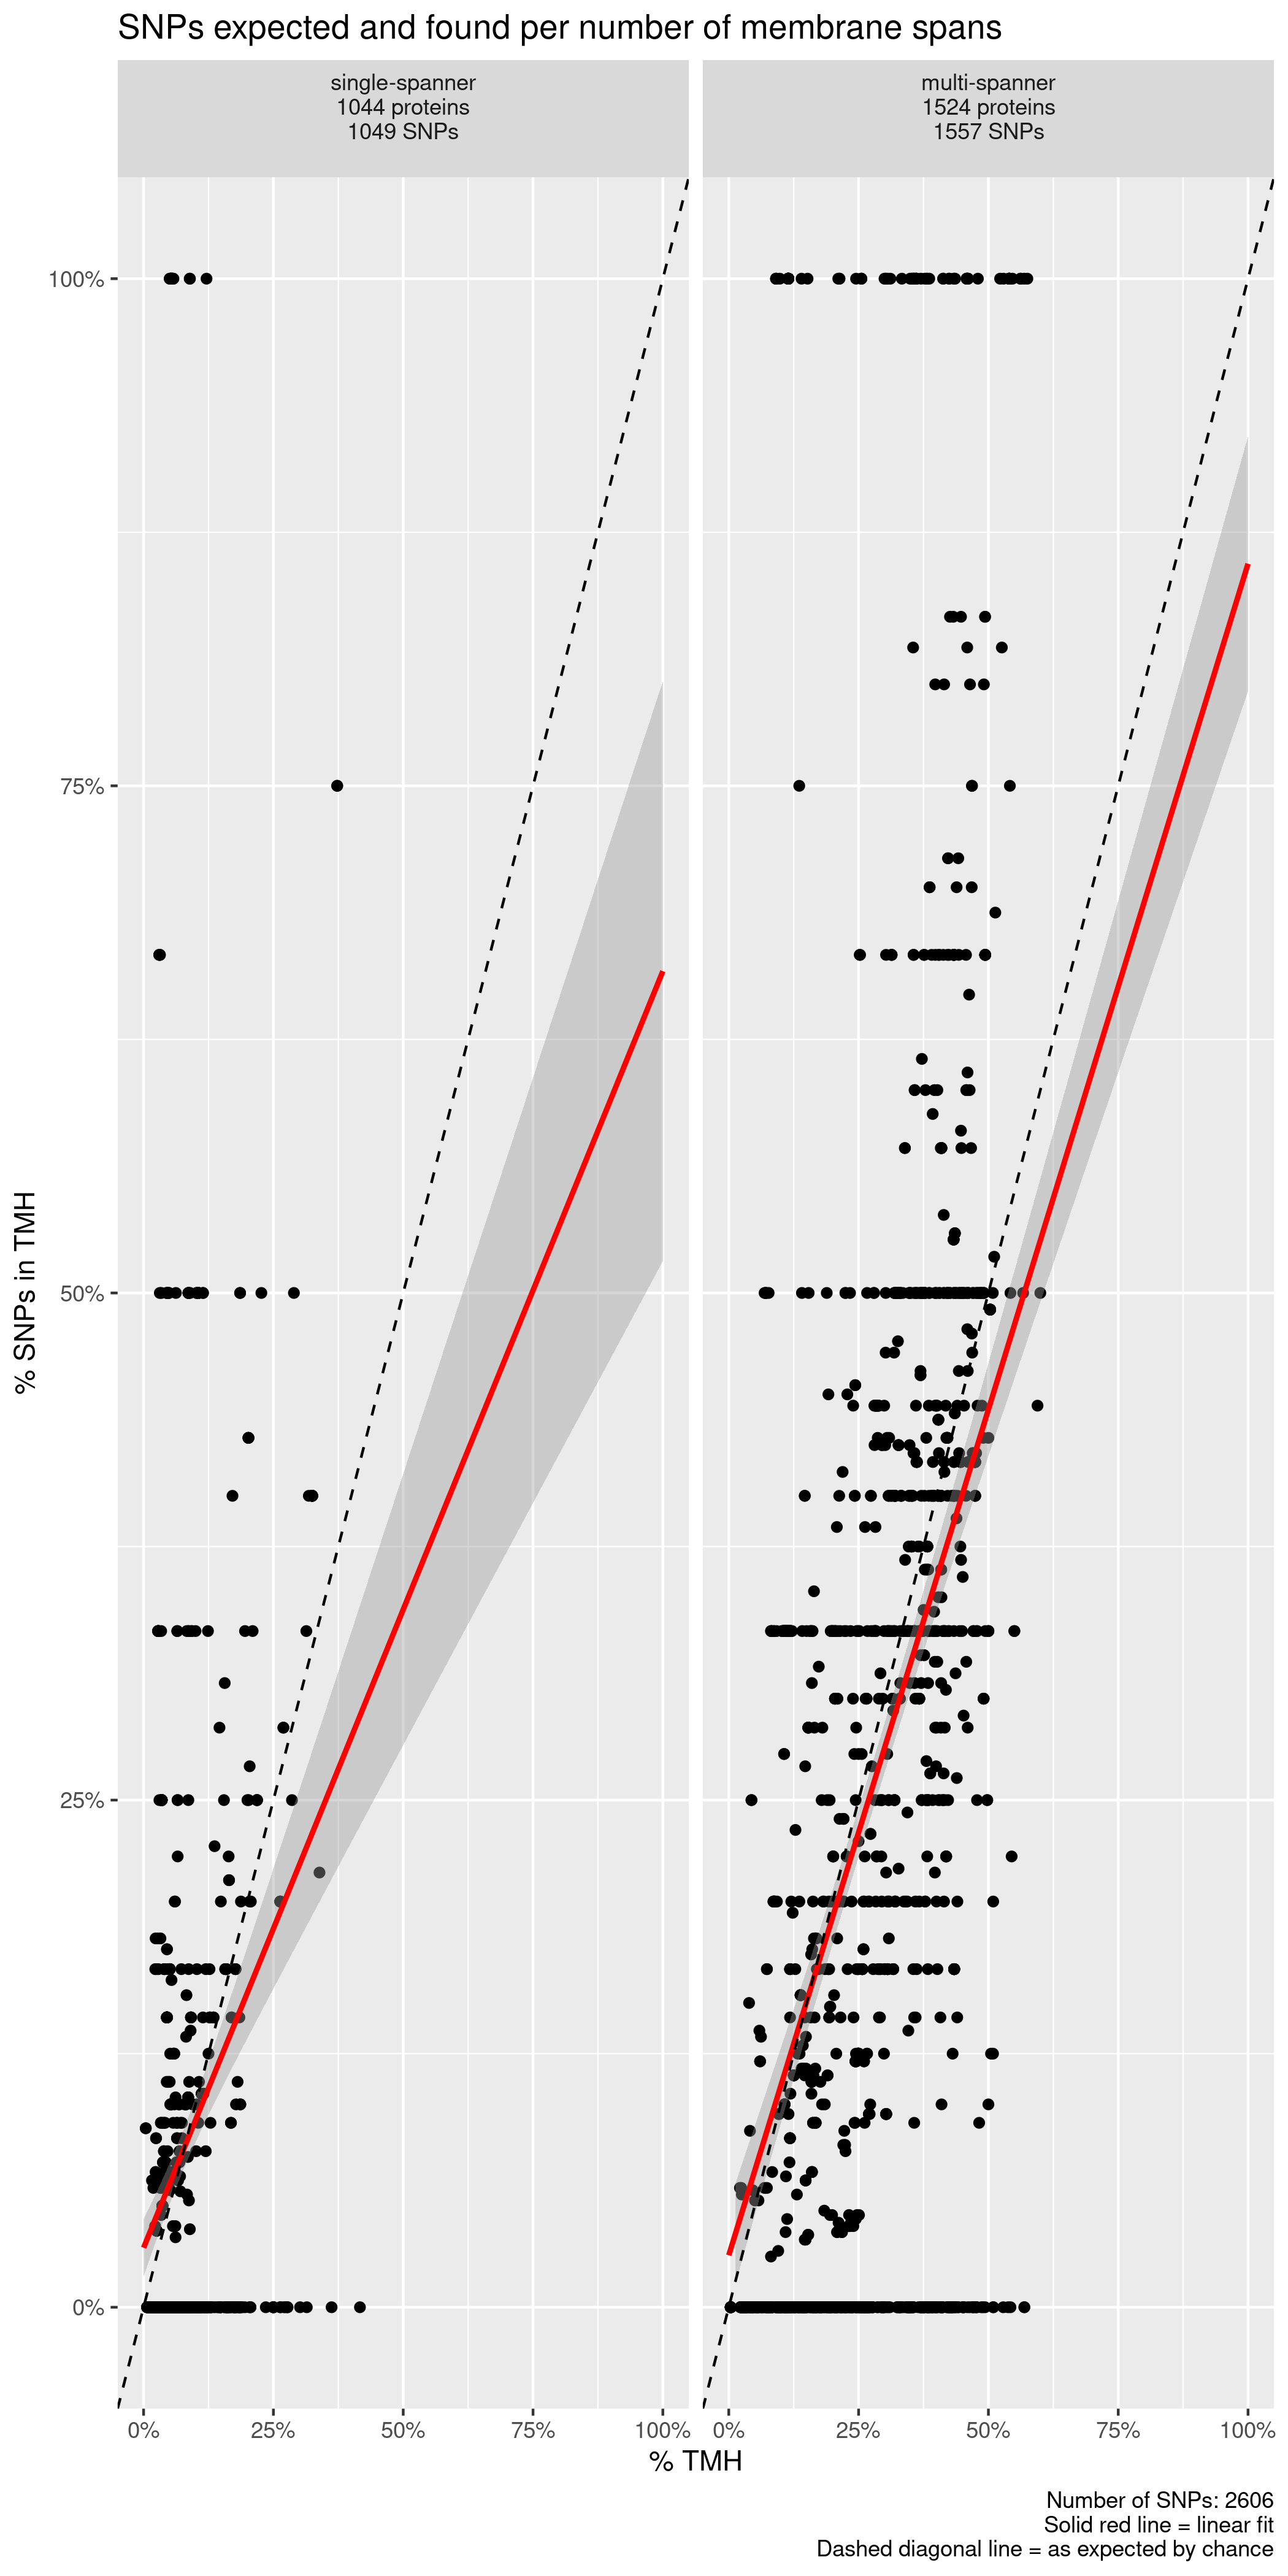 SNPs expected and found per number of membrane spans
single-spanner
1044 proteins
1049 SNPs
multi-spanner
1524 proteins
1557 SNPs
100%
75%
50%
25%
0%
% SNPs in TMH
0% 25% 50% 75% 100%
0% 25% 50% 75% 100%
% TMH
Number of SNPs: 2606
Solid red line = linear fit
Dashed diagonal line = as expected by chance